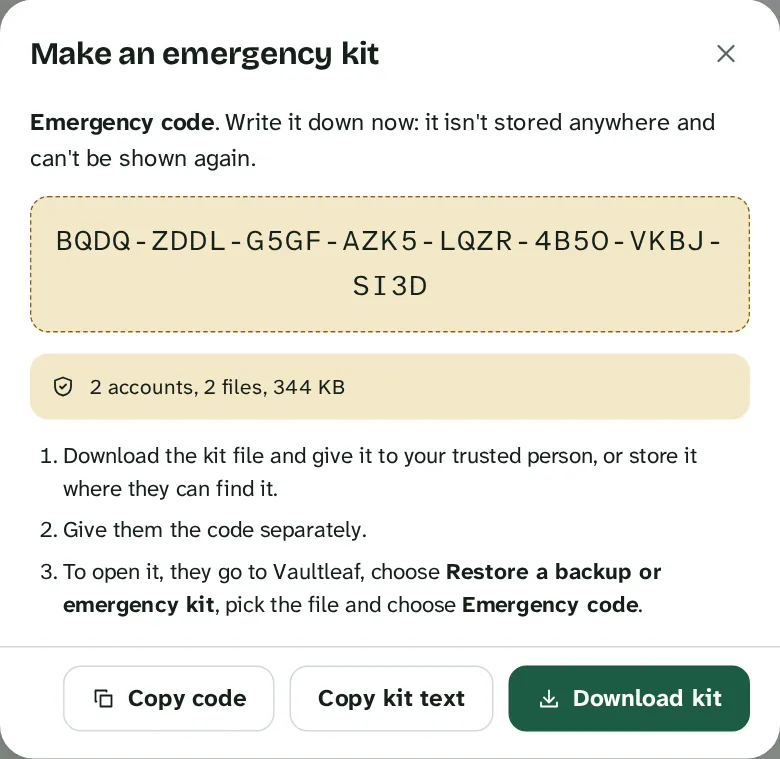 Make an emergency kit
Emergency code. Write it down now: it isn't stored anywhere and
can't be shown again.
BQDQ-ZDDL-G5GF-AZK5-LQZR-4B5O-VKBJ-
SI3D
2 accounts, 2 files, 344 KB
1. Download the kit file and give it to your trusted person, or store it
where they can find it.
2. Give them the code separately.
3. To open it, they go to Vaultleaf, choose Restore a backup or
emergency kit, pick the file and choose Emergency code.
Copy code
Copy kit text
Download kit